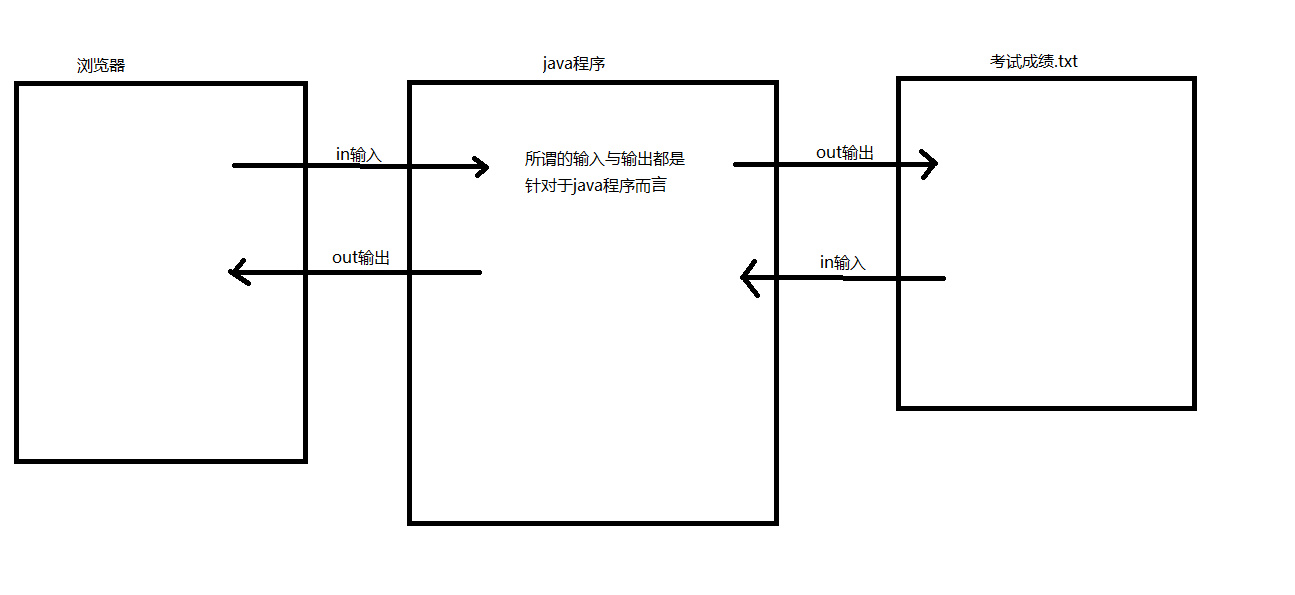 浏览器
java程序
考试成绩.txt
in输入
所谓的输入与输出都是
针对于java程序而言
out输出
out输出
in输入